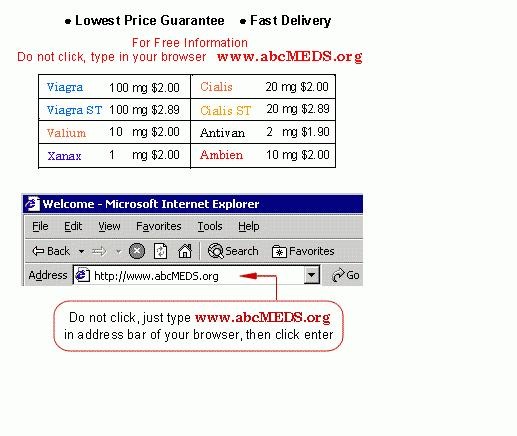 ● Lowest Price Guarantee ● Fast Delivery
For Free Information
Do not click, type in your browser www.abcMEDS.org
Viagra 100 mg $2.00 Cialis 20 mg $2.00
Viagra ST 100 mg $2.89 Cialis ST 20 mg $2.89
Valium 10 mg $2.00 Antivan 2 mg $1.90
Xanax 1 mg $2.00 Ambien 10 mg $2.00
Welcome - Microsoft Internet Explorer
File Edit View Favorites Tools Help
Back Search Favorites
Address http://www.abcMEDS.org Go
Do not click, just type www.abcMEDS.org
in address bar of your browser, then click enter